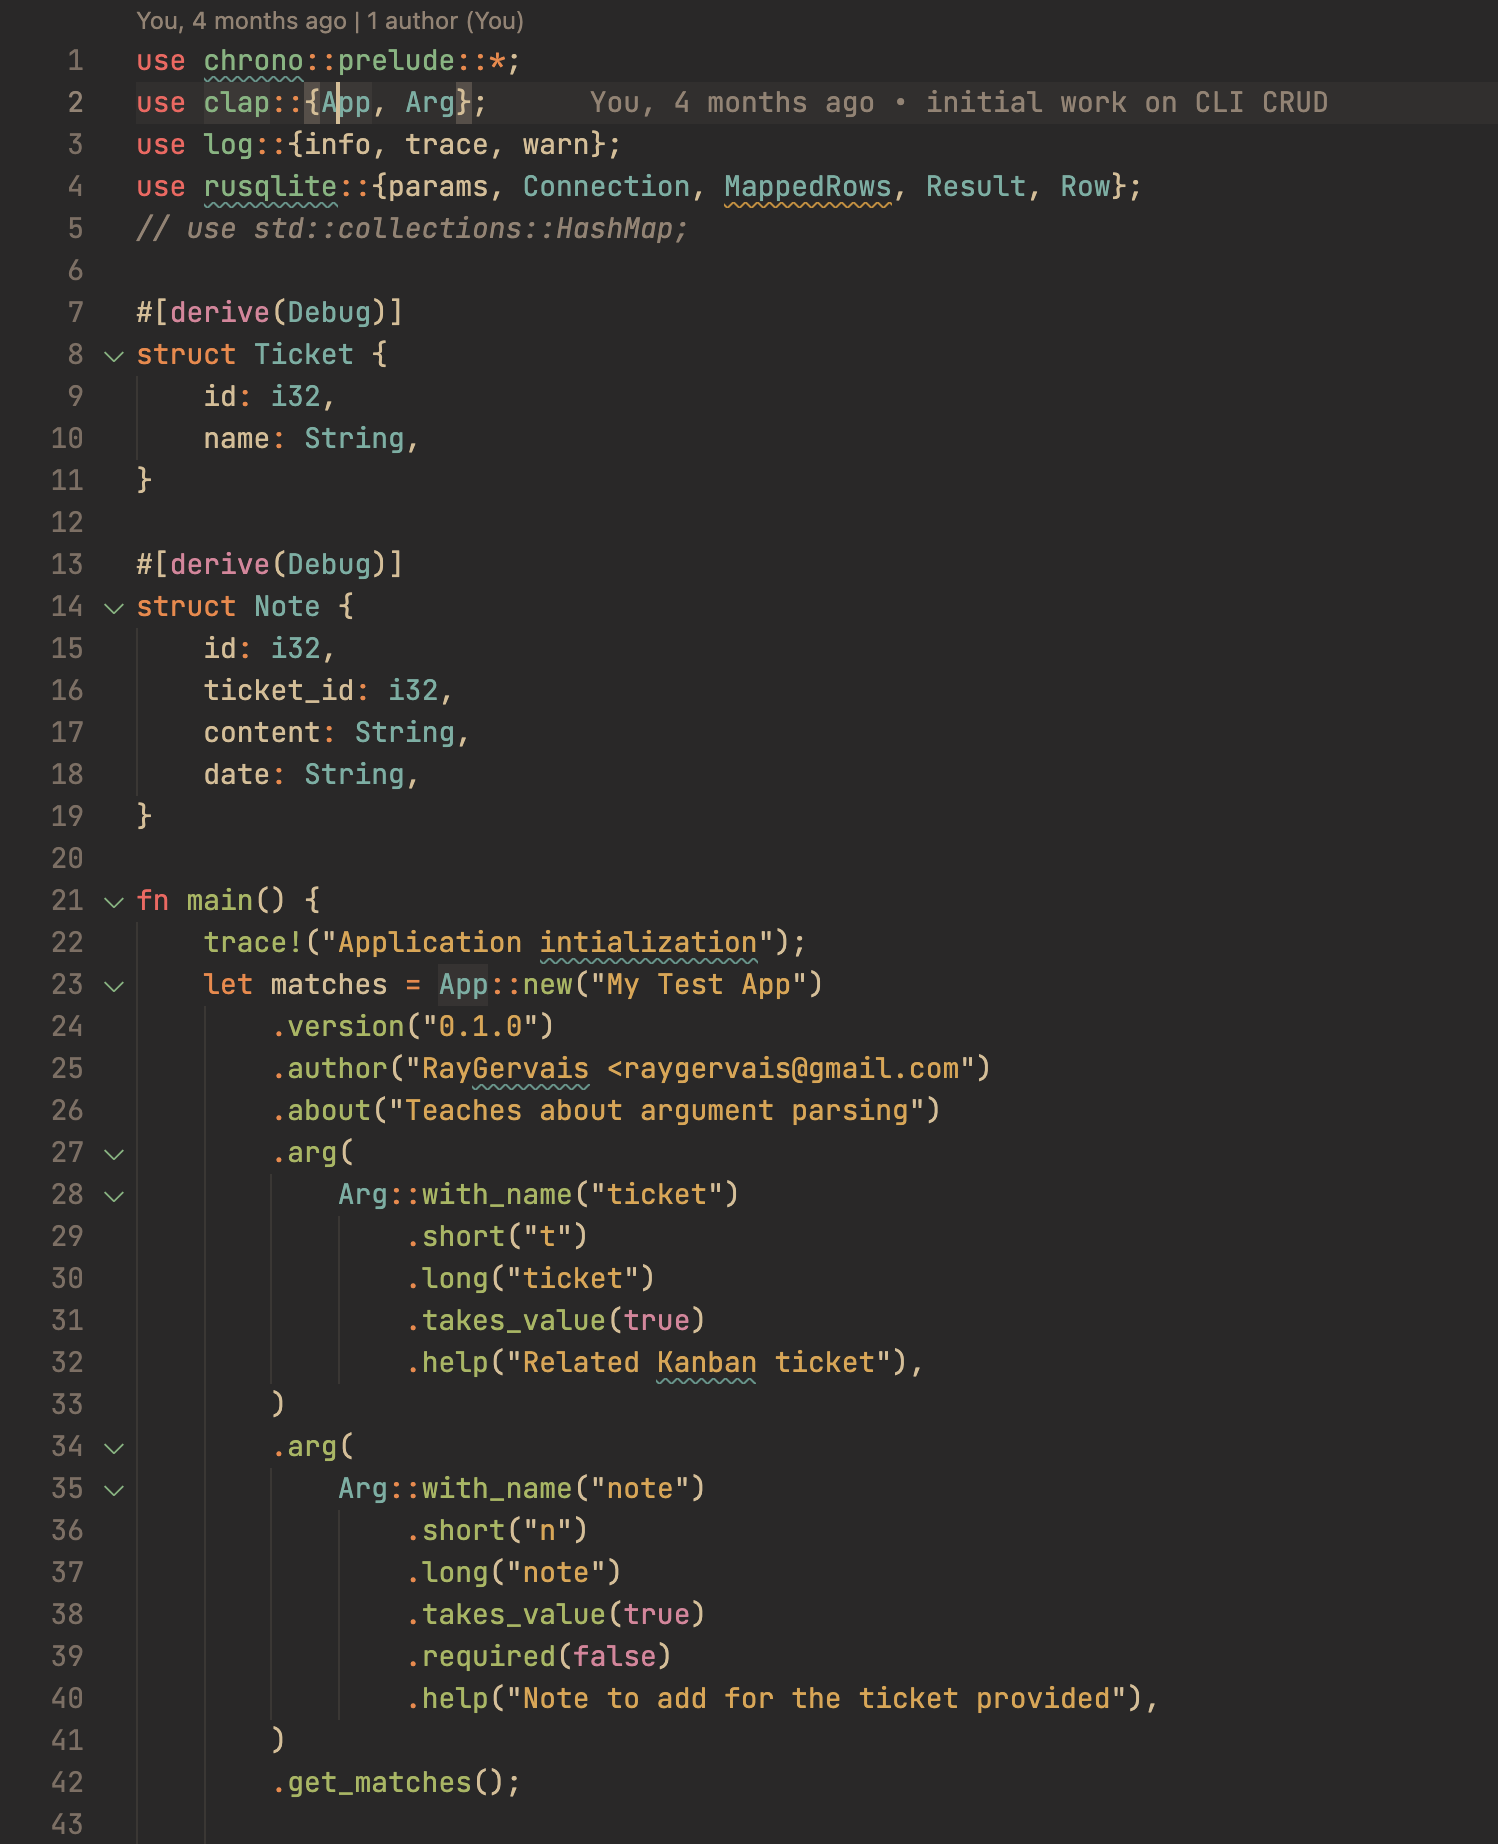 You, 4 months ago | 1 author (You)
1 use chrono::prelude::*;
2 use clap::{App, Arg}; You, 4 months ago • initial work on CLI CRUD
3 use log::{info, trace, warn};
4 use rusqlite::{params, Connection, MappedRows, Result, Row};
5 // use std::collections::HashMap;
6
7 #[derive(Debug)]
8 struct Ticket {
9     id: i32,
10     name: String,
11 }
12
13 #[derive(Debug)]
14 struct Note {
15     id: i32,
16     ticket_id: i32,
17     content: String,
18     date: String,
19 }
20
21 fn main() {
22     trace!("Application intialization");
23     let matches = App::new("My Test App")
24         .version("0.1.0")
25         .author("RayGervais <raygervais@gmail.com")
26         .about("Teaches about argument parsing")
27         .arg(
28             Arg::with_name("ticket")
29                 .short("t")
30                 .long("ticket")
31                 .takes_value(true)
32                 .help("Related Kanban ticket"),
33         )
34         .arg(
35             Arg::with_name("note")
36                 .short("n")
37                 .long("note")
38                 .takes_value(true)
39                 .required(false)
40                 .help("Note to add for the ticket provided"),
41         )
42         .get_matches();
43